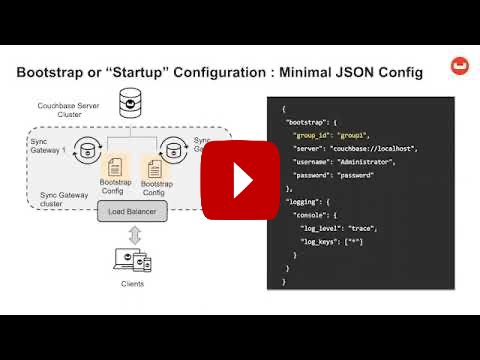 Bootstrap or “Startup” Configuration : Minimal JSON Config
Couchbase Server
Cluster
Sync
Gateway 1
Sync
Bootstrap
Config
Bootstrap
Config
Sync Gateway
cluster
Load Balancer
Clients
{
"bootstrap": {
"group_id": "group1",
"server": "couchbase://localhost",
"username": "Administrator",
"password": "password"
},
"logging": {
"console": {
"log_level": "trace",
"log_keys": ["*"]
}
}
}